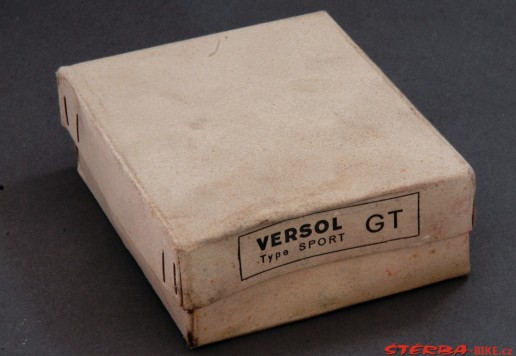 VERSOL GT
Type SPORT
STERBA-BIKE.cz